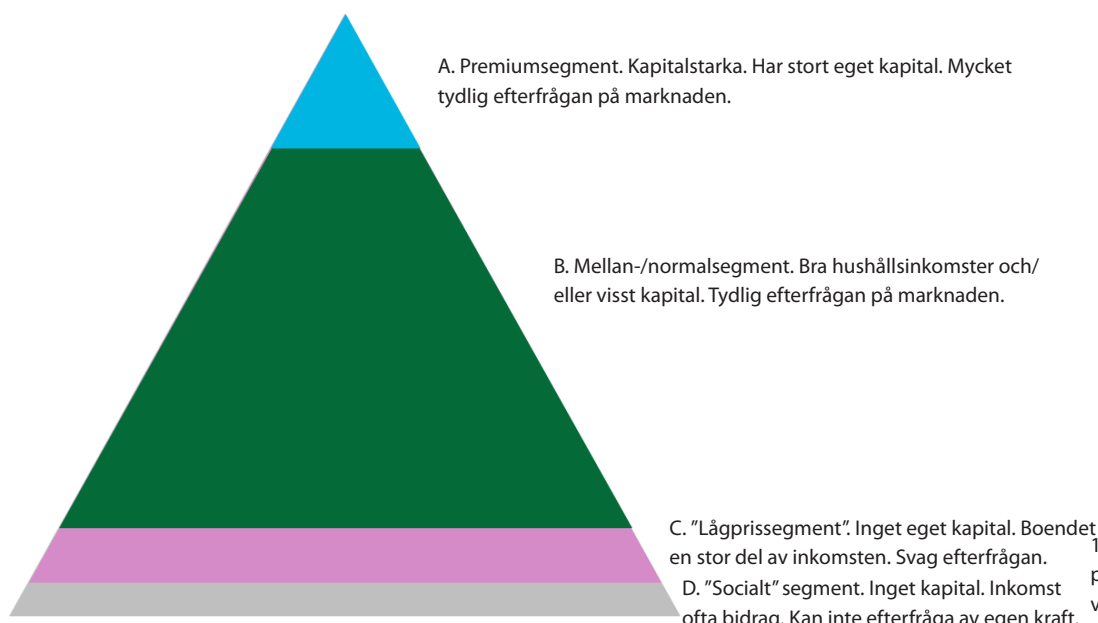 A. Premiumsegment. Kapitalstarka. Har stort eget kapital. Mycket
tydlig efterfrågan på marknaden.
B. Mellan-/normalsegment. Bra hushållsinkomster och/
eller visst kapital. Tydlig efterfrågan på marknaden.
C. ”Lågprissegment”. Inget eget kapital. Boendet
en stor del av inkomsten. Svag efterfrågan.
D. ”Socialt” segment. Inget kapital. Inkomst
ofta bidrag. Kan inte efterfråga av egen kraft.